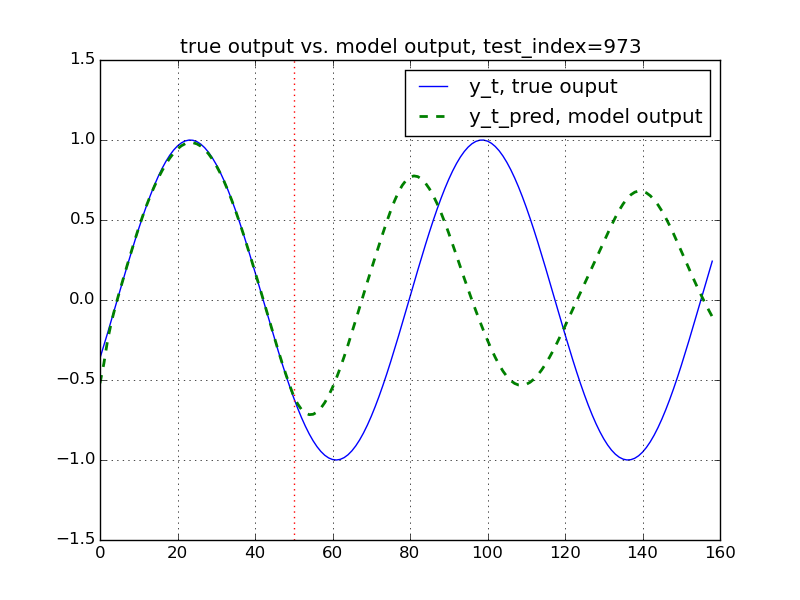 true output vs. model output, test_index=973
y_t, true ouput
y_t_pred, model output
1.5
1.0
0.5
0.0
−0.5
−1.0
−1.5
0 20 40 60 80 100 120 140 160